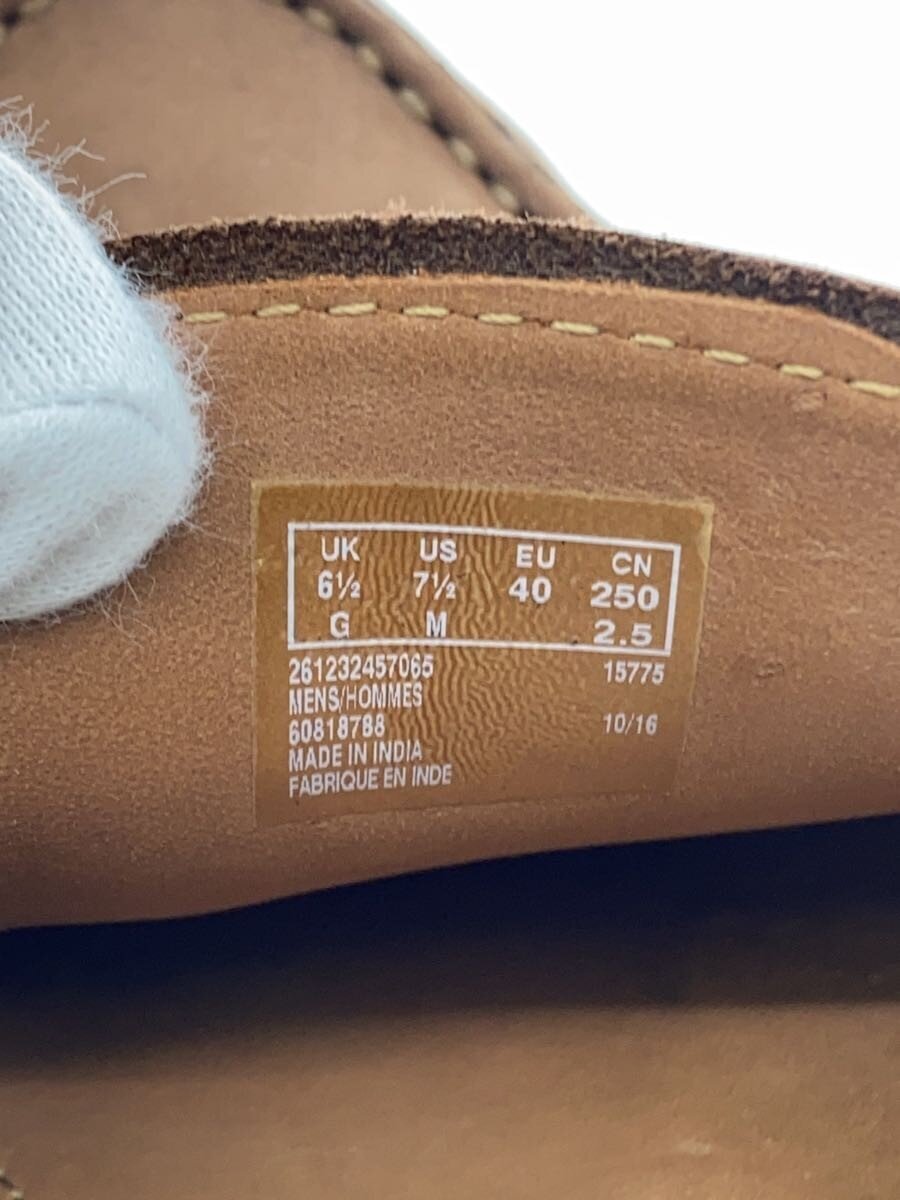 UK US EU CN
6½ 7½ 40 250
G M 2.5
261232457065 15775
MENS/HOMMES
60818788 10/16
MADE IN INDIA
FABRIQUE EN INDE